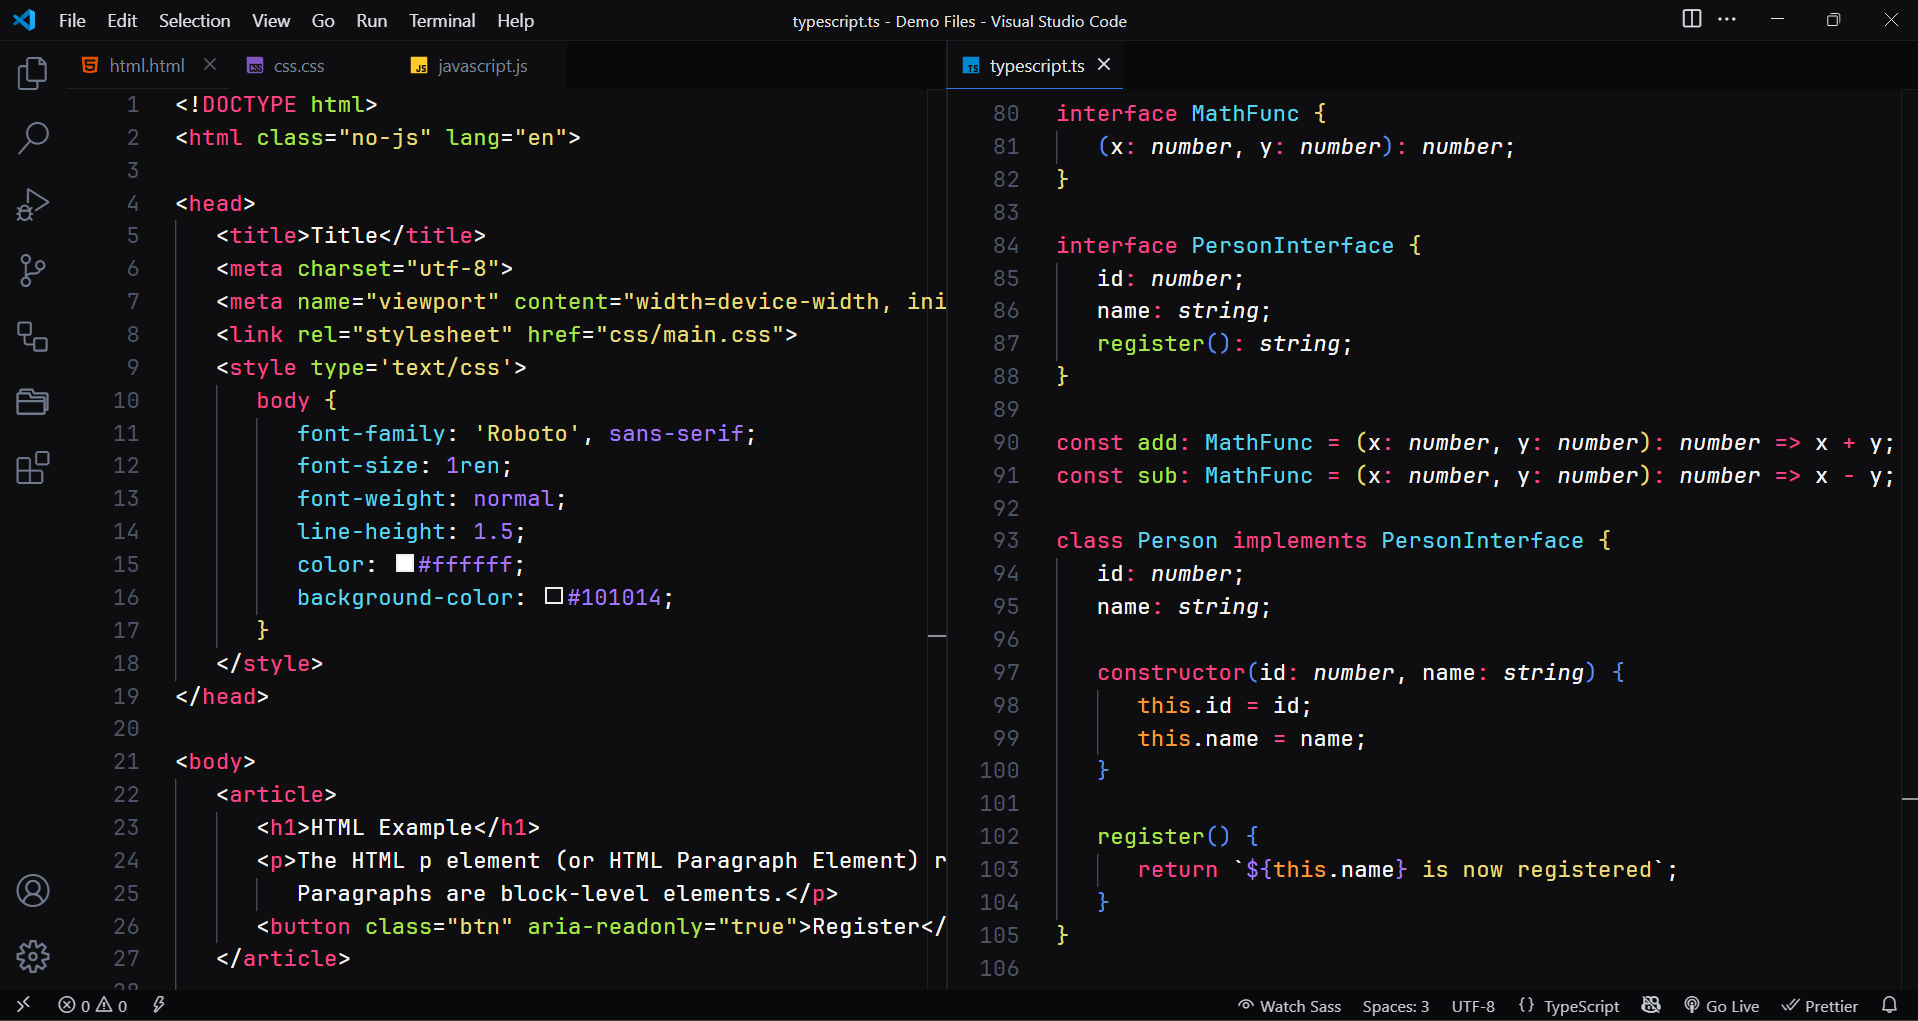 File Edit Selection View Go Run Terminal Help
typescript.ts - Demo Files - Visual Studio Code
html.html
css.css
JS javascript.js
1 <!DOCTYPE html>
2 <html class="no-js" lang="en">
3
4 <head>
5 <title>Title</title>
6 <meta charset="utf-8">
7 <meta name="viewport" content="width=device-width, ini
8 <link rel="stylesheet" href="css/main.css">
9 <style type='text/css'>
10 body {
11 font-family: 'Roboto', sans-serif;
12 font-size: 1ren;
13 font-weight: normal;
14 line-height: 1.5;
15 color: #ffffff;
16 background-color: #101014;
17 }
18 </style>
19 </head>
20
21 <body>
22 <article>
23 <h1>HTML Example</h1>
24 <p>The HTML p element (or HTML Paragraph Element) r
25 Paragraphs are block-level elements.</p>
26 <button class="btn" aria-readonly="true">Register</
27 </article>
28
TS typescript.ts
80 interface MathFunc {
81 (x: number, y: number): number;
82 }
83
84 interface PersonInterface {
85 id: number;
86 name: string;
87 register(): string;
88 }
89
90 const add: MathFunc = (x: number, y: number): number => x + y;
91 const sub: MathFunc = (x: number, y: number): number => x - y;
92
93 class Person implements PersonInterface {
94 id: number;
95 name: string;
96
97 constructor(id: number, name: string) {
98 this.id = id;
99 this.name = name;
100 }
101
102 register() {
103 return `${this.name} is now registered`;
104 }
105 }
106
0 0
Watch Sass Spaces: 3 UTF-8 {} TypeScript Go Live Prettier